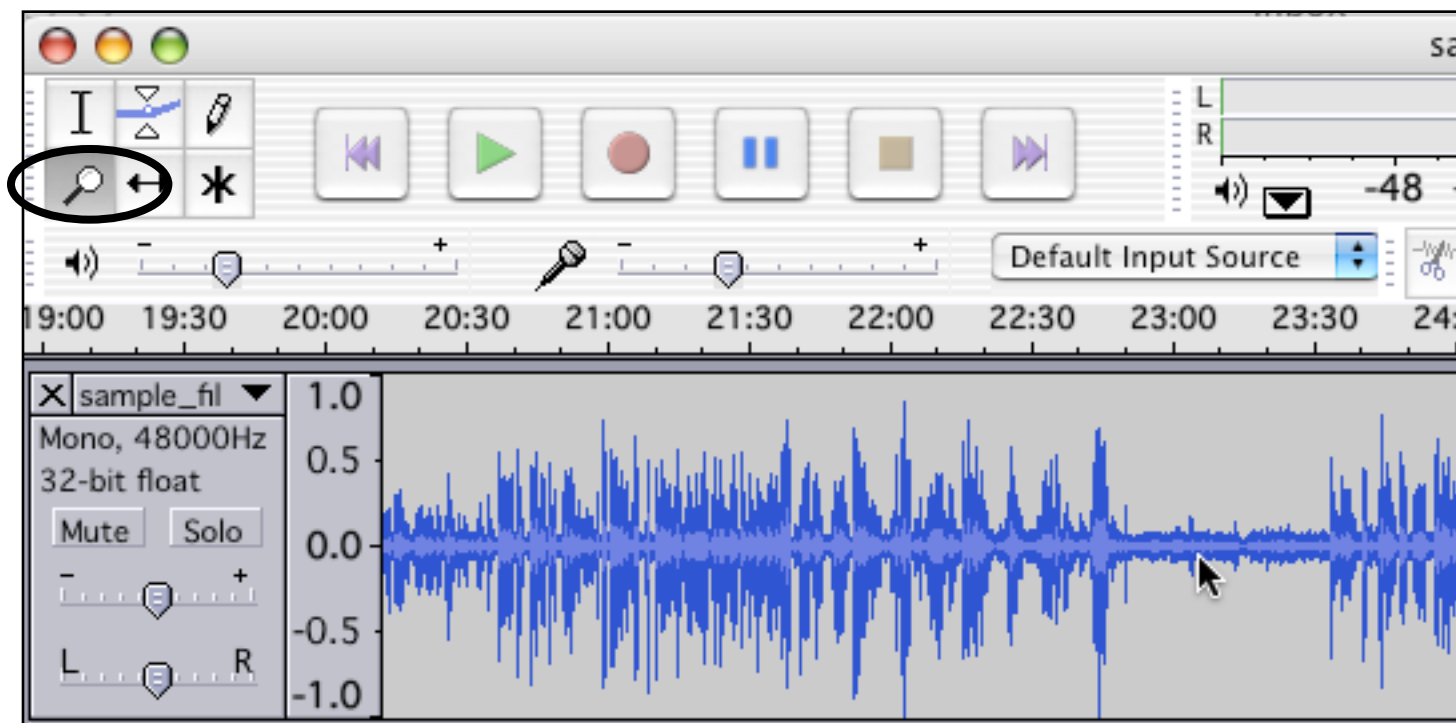 sa
L
R
-48
- +
- +
Default Input Source
19:00 19:30 20:00 20:30 21:00 21:30 22:00 22:30 23:00 23:30 24:
X sample_fil
1.0
Mono, 48000Hz
0.5
32-bit float
Mute Solo
0.0
- +
-0.5
L R
-1.0